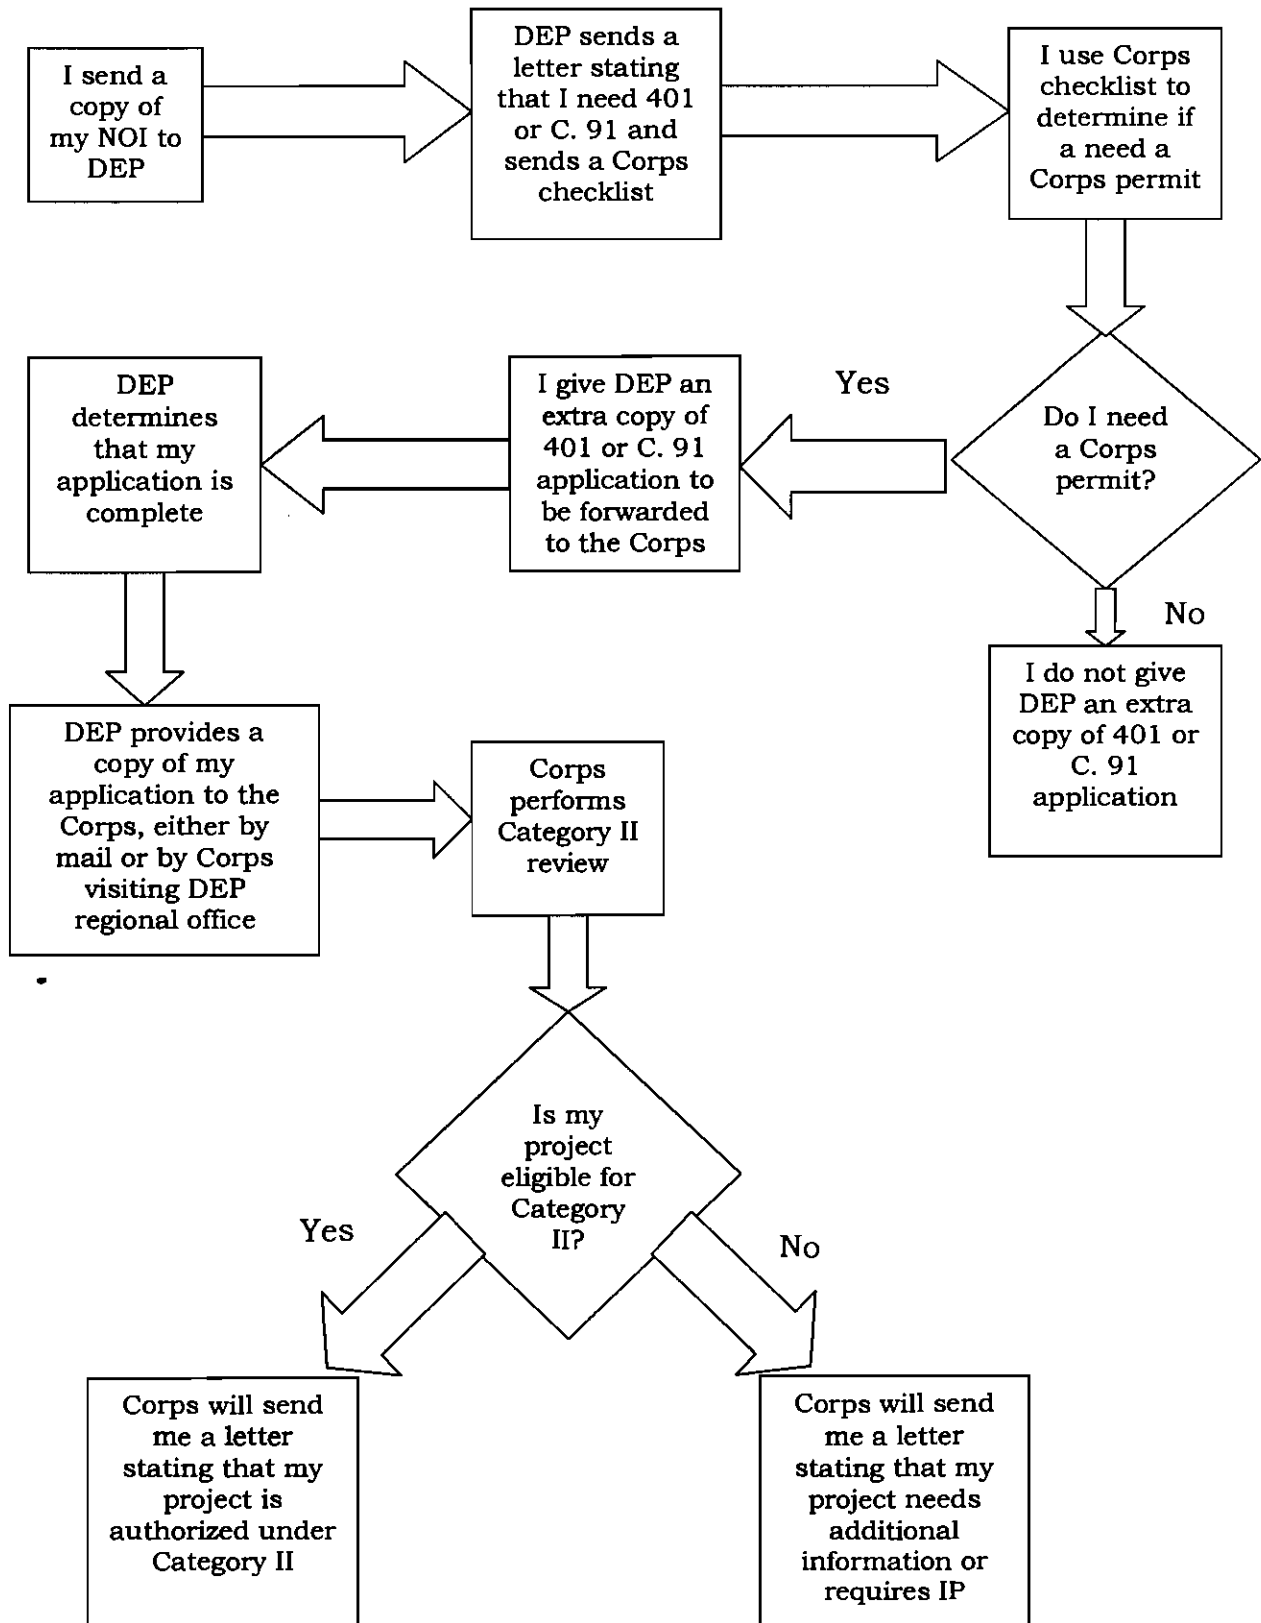 I send a
copy of
my NOI to
DEP
DEP sends a
letter stating
that I need 401
or C. 91 and
sends a Corps
checklist
I use Corps
checklist to
determine if
a need a
Corps permit
Do I need
a Corps
permit?
Yes
No
I give DEP an
extra copy of
401 or C. 91
application to
be forwarded
to the Corps
DEP
determines
that my
application is
complete
I do not give
DEP an extra
copy of 401 or
C. 91
application
DEP provides a
copy of my
application to the
Corps, either by
mail or by Corps
visiting DEP
regional office
Corps
performs
Category II
review
Is my
project
eligible for
Category
II?
Yes
No
Corps will send
me a letter
stating that my
project is
authorized under
Category II
Corps will send
me a letter
stating that my
project needs
additional
information or
requires IP